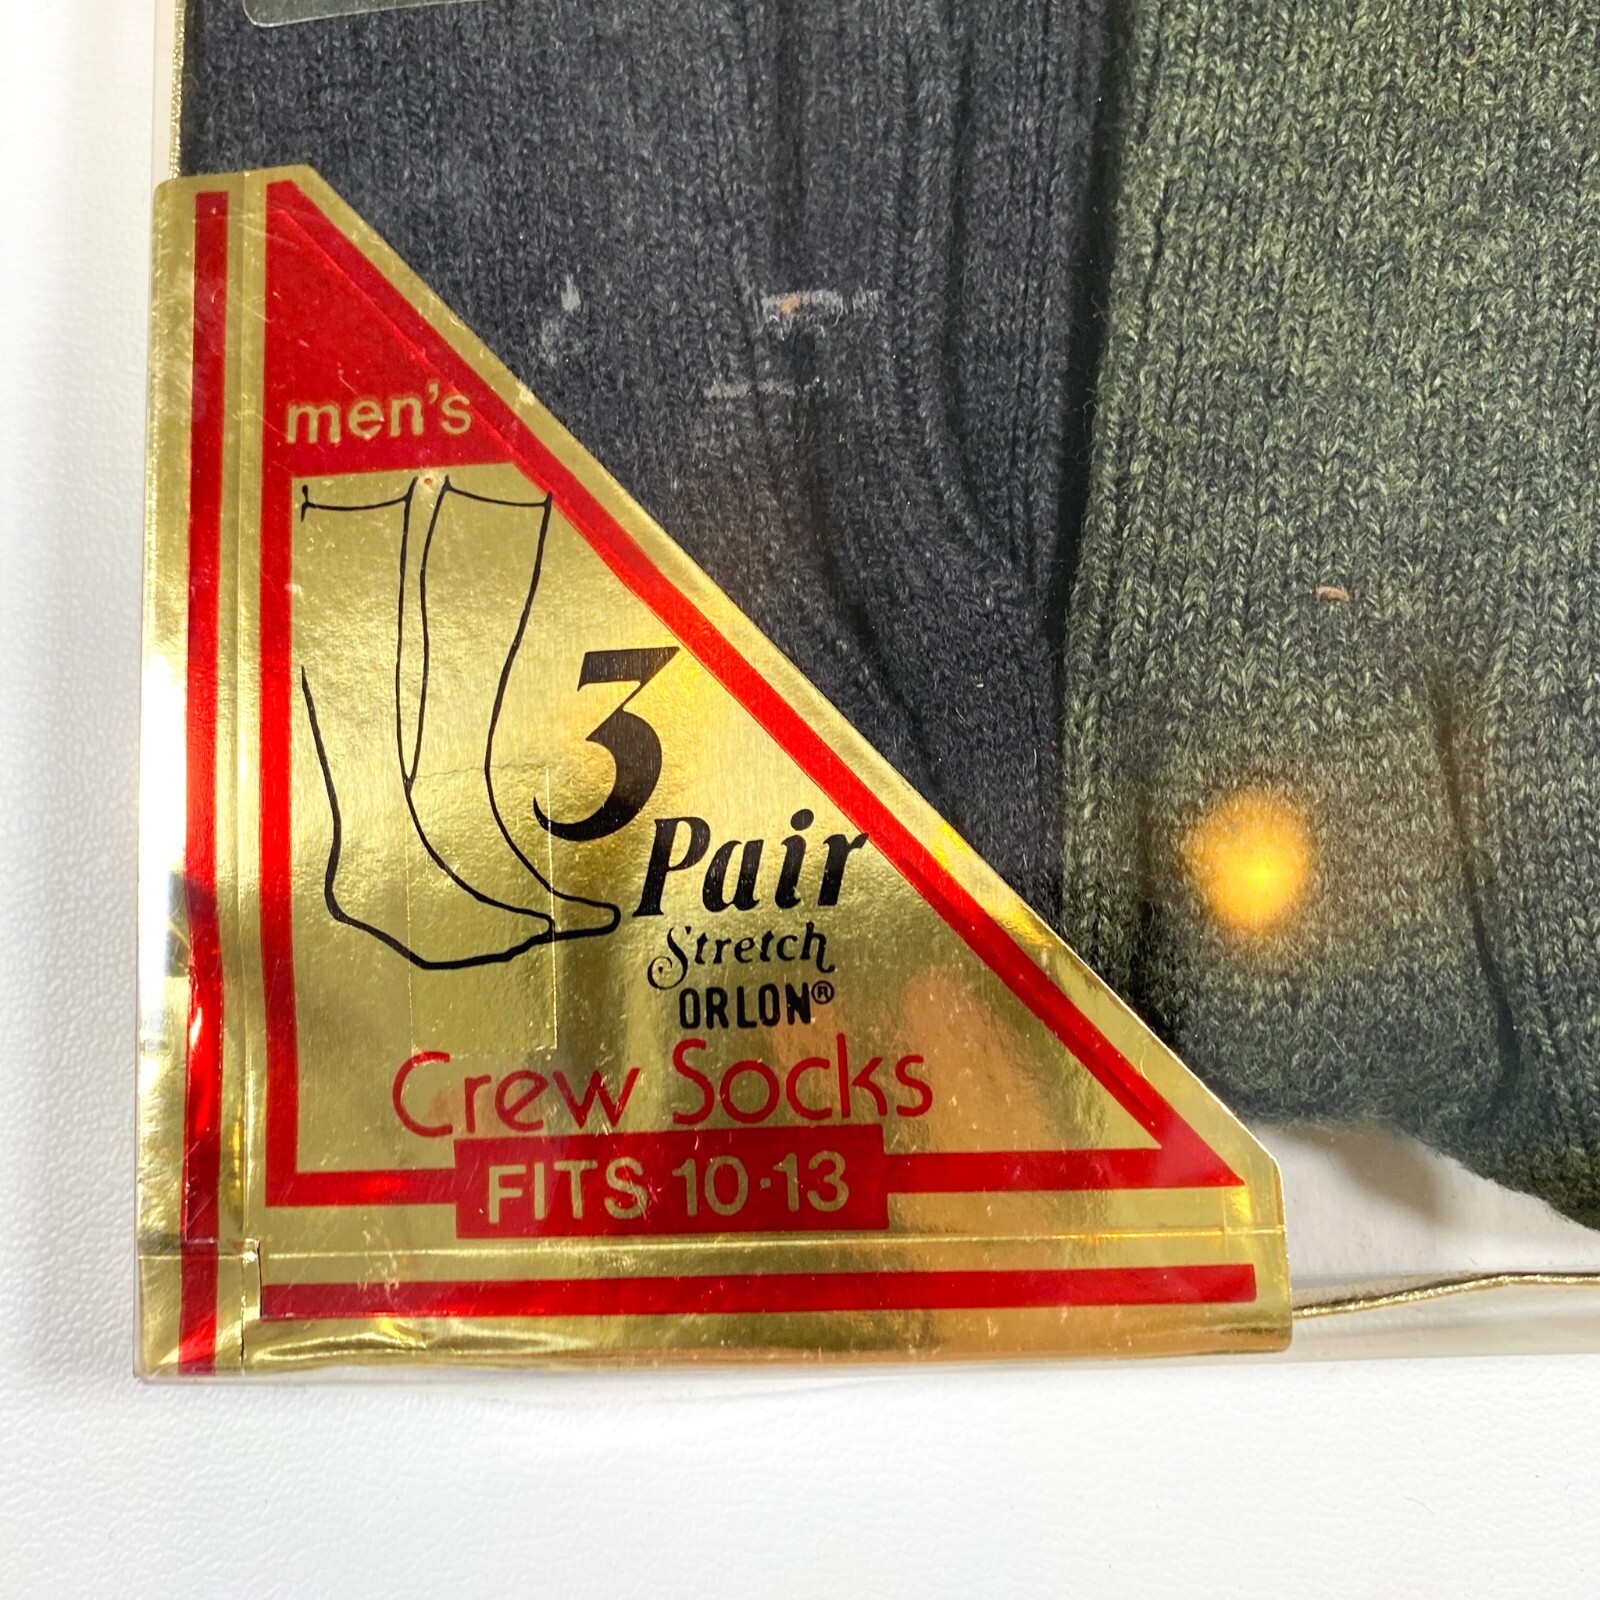 men's
3
Pair
Stretch
ORLON®
Crew Socks
FITS 10-13